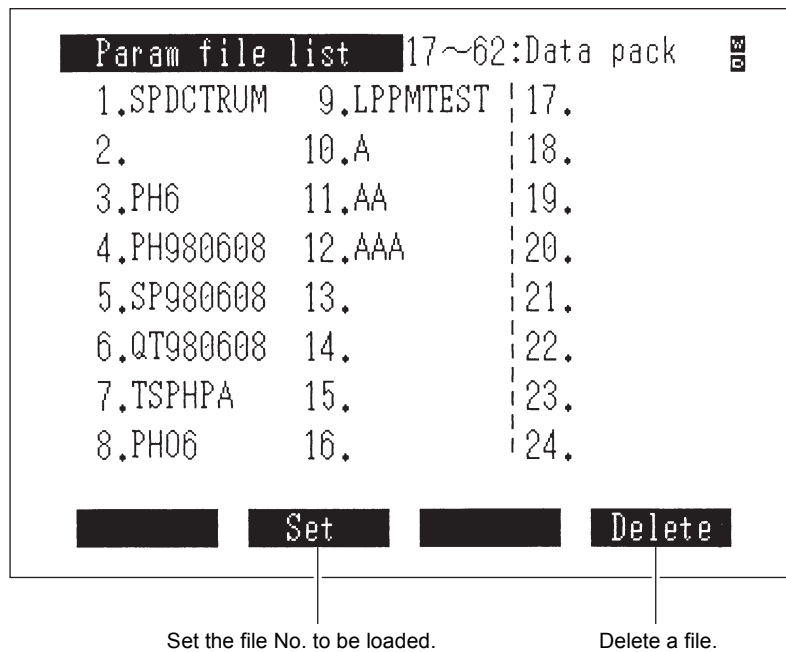 Param file list 17～62:Data pack WD
1.SPDCTRUM 9.LPPMTEST 17.
2. 10.A 18.
3.PH6 11.AA 19.
4.PH980608 12.AAA 20.
5.SP980608 13. 21.
6.QT980608 14. 22.
7.TSPHPA 15. 23.
8.PH06 16. 24.
Set Delete
Set the file No. to be loaded. Delete a file.